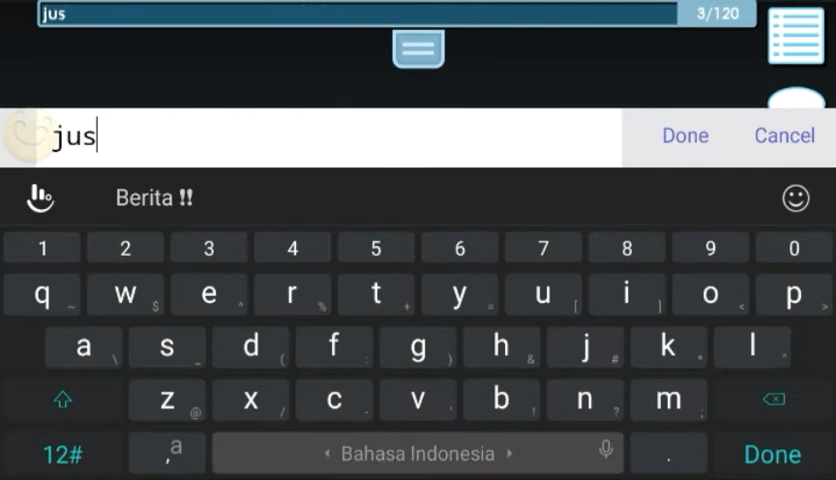 jus 3/120
jus Done Cancel
Berita !!
1 2 3 4 5 6 7 8 9 0
q w e r t y u i o p
~ $ ^ % + = [ ] < >
a s d f g h j k l
\ _ ( : ) & # * "
z x c v b n m
@ / - ' ! ? ;
12# , a Bahasa Indonesia . Done